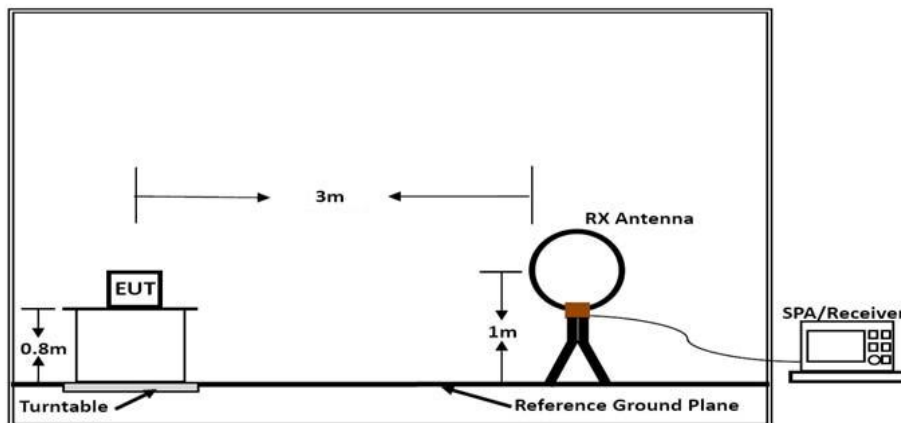 3m
RX Antenna
EUT
SPA/Receiver
0.8m
1m
Turntable
Reference Ground Plane